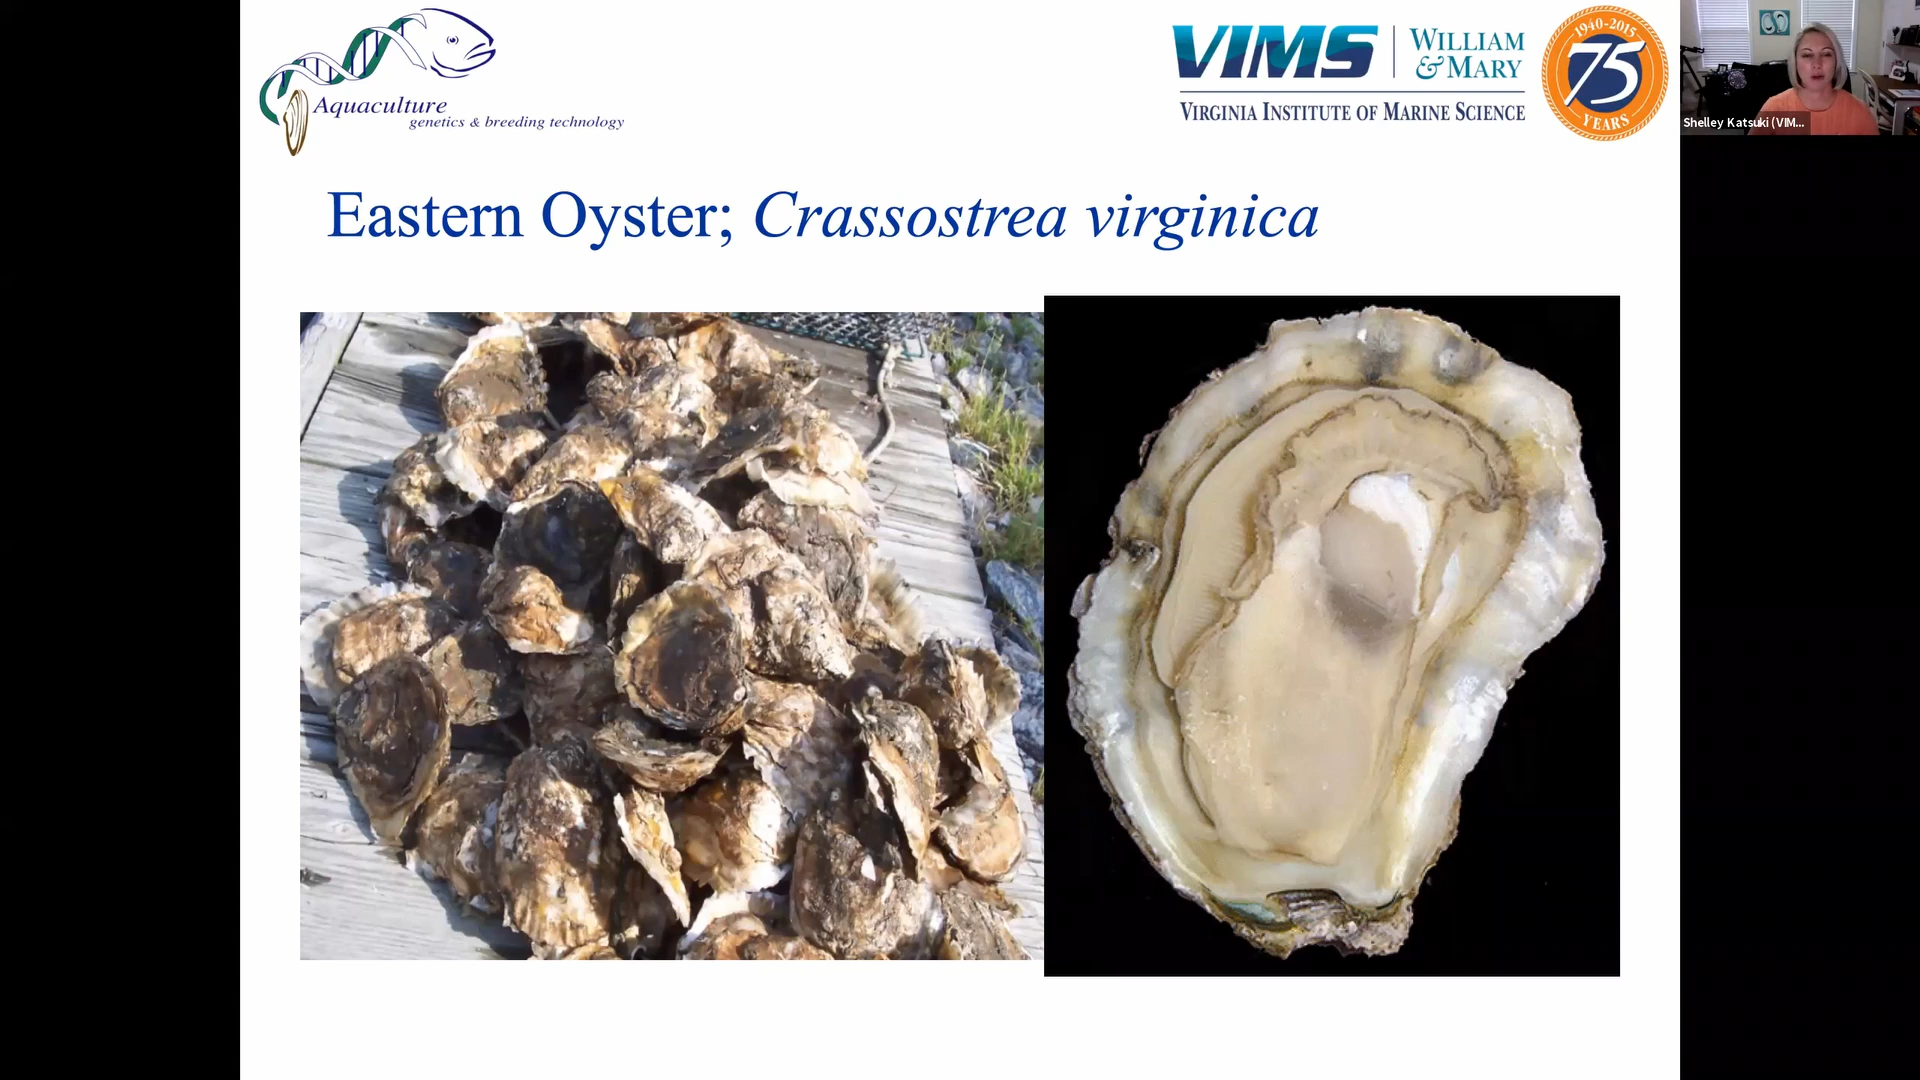 Aquaculture
genetics & breeding technology
VIMS
WILLIAM
& MARY
VIRGINIA INSTITUTE OF MARINE SCIENCE
1940-2015
75
YEARS
Shelley Katsuki (VIM...
Eastern Oyster; Crassostrea virginica